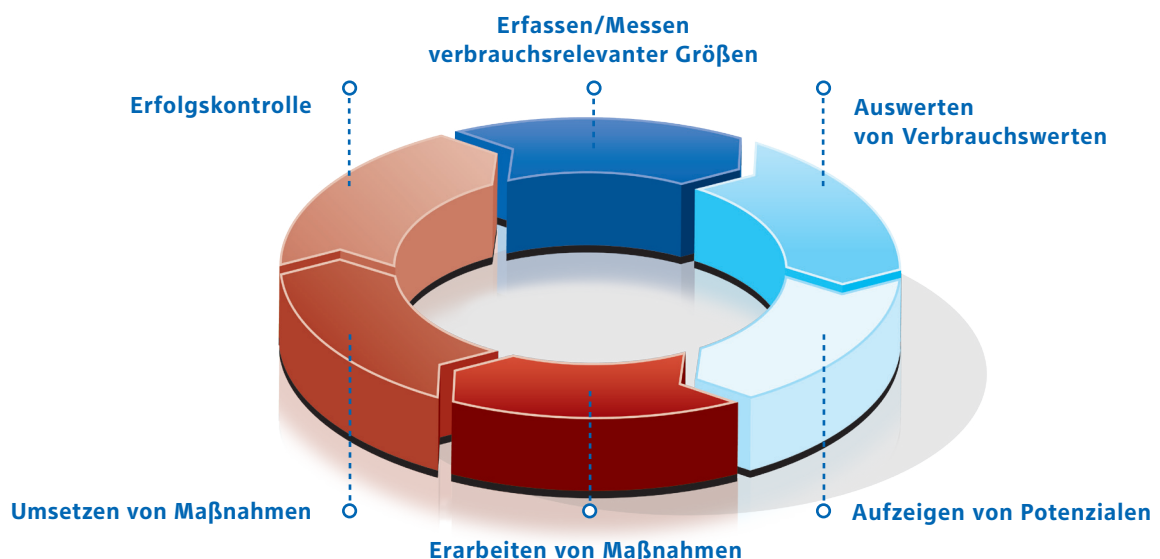 Erfassen/Messen
verbrauchsrelevanter Größen
Auswerten
von Verbrauchswerten
Aufzeigen von Potenzialen
Erarbeiten von Maßnahmen
Umsetzen von Maßnahmen
Erfolgskontrolle